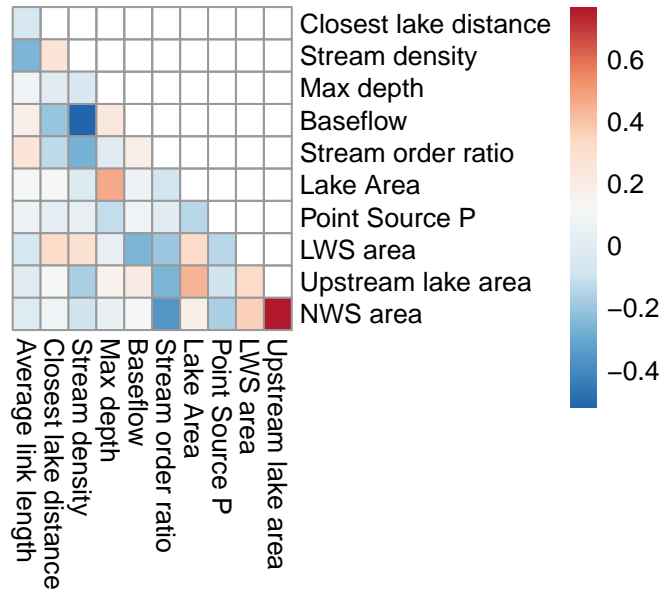 Closest lake distance
Stream density
Max depth
Baseflow
Stream order ratio
Lake Area
Point Source P
LWS area
Upstream lake area
NWS area
Average link length
Closest lake distance
Stream density
Max depth
Baseflow
Stream order ratio
Lake Area
Point Source P
LWS area
Upstream lake area
0.6
0.4
0.2
0
−0.2
−0.4